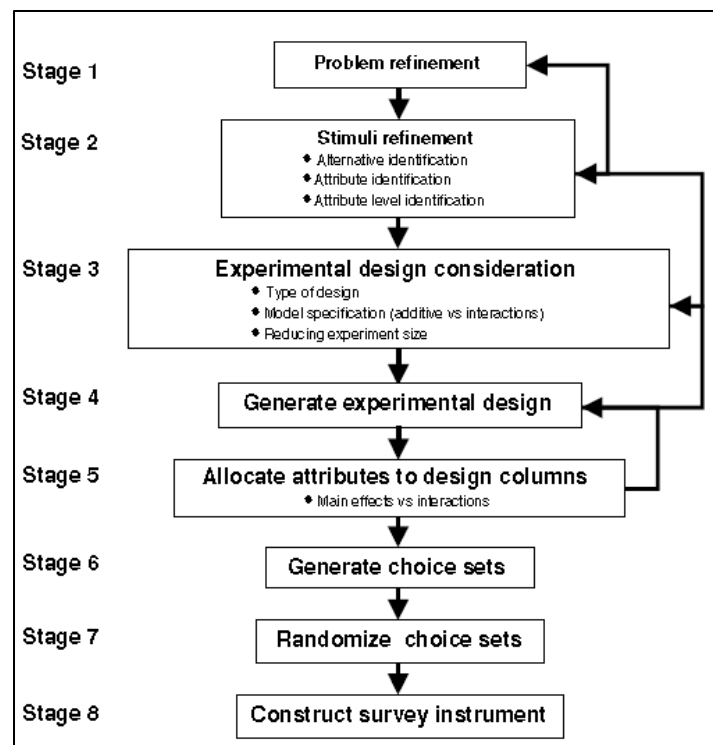 Stage 1
Problem refinement
Stage 2
Stimuli refinement
♦ Alternative identification
♦ Attribute identification
♦ Attribute level identification
Stage 3
Experimental design consideration
♦ Type of design
♦ Model specification (additive vs interactions)
♦ Reducing experiment size
Stage 4
Generate experimental design
Stage 5
Allocate attributes to design columns
♦ Main effects vs interactions
Stage 6
Generate choice sets
Stage 7
Randomize choice sets
Stage 8
Construct survey instrument